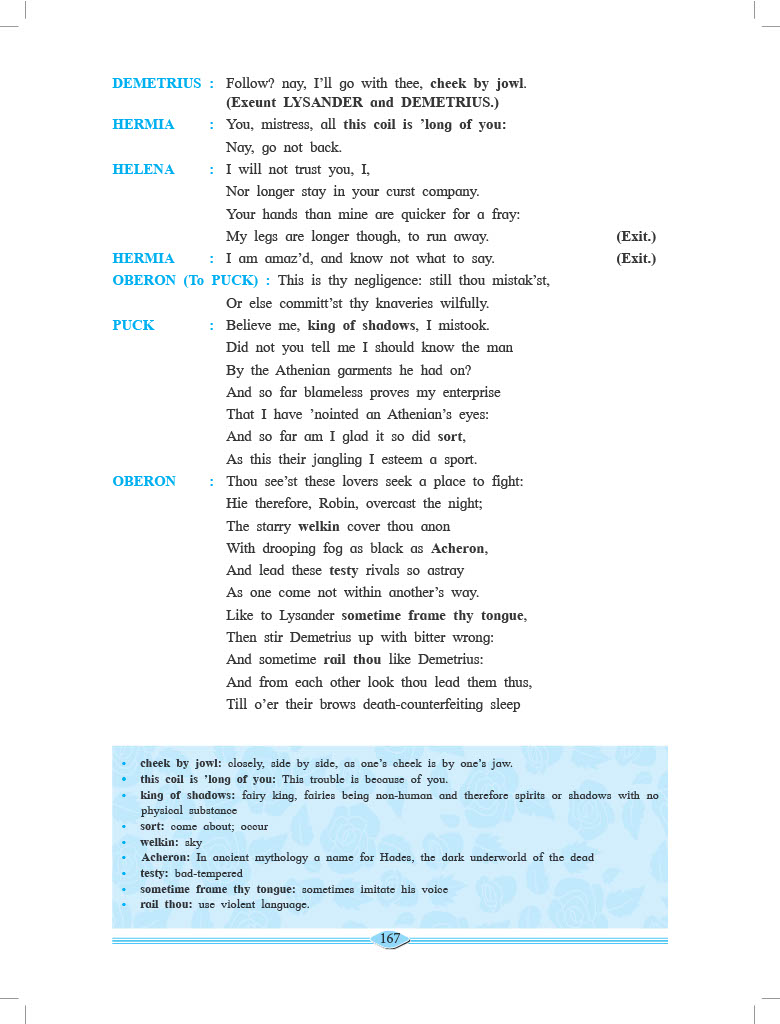 DEMETRIUS : Follow? nay, I’ll go with thee, cheek by jowl.
(Exeunt LYSANDER and DEMETRIUS.)
HERMIA : You, mistress, all this coil is ’long of you:
Nay, go not back.
HELENA : I will not trust you, I,
Nor longer stay in your curst company.
Your hands than mine are quicker for a fray:
My legs are longer though, to run away. (Exit.)
HERMIA : I am amaz’d, and know not what to say. (Exit.)
OBERON (To PUCK) : This is thy negligence: still thou mistak’st,
Or else committ’st thy knaveries wilfully.
PUCK : Believe me, king of shadows, I mistook.
Did not you tell me I should know the man
By the Athenian garments he had on?
And so far blameless proves my enterprise
That I have ’nointed an Athenian’s eyes:
And so far am I glad it so did sort,
As this their jangling I esteem a sport.
OBERON : Thou see’st these lovers seek a place to fight:
Hie therefore, Robin, overcast the night;
The starry welkin cover thou anon
With drooping fog as black as Acheron,
And lead these testy rivals so astray
As one come not within another’s way.
Like to Lysander sometime frame thy tongue,
Then stir Demetrius up with bitter wrong:
And sometime rail thou like Demetrius:
And from each other look thou lead them thus,
Till o’er their brows death-counterfeiting sleep
• cheek by jowl: closely, side by side, as one’s cheek is by one’s jaw.
• this coil is ’long of you: This trouble is because of you.
• king of shadows: fairy king, fairies being non-human and therefore spirits or shadows with no
physical substance
• sort: come about; occur
• welkin: sky
• Acheron: In ancient mythology a name for Hades, the dark underworld of the dead
• testy: bad-tempered
• sometime frame thy tongue: sometimes imitate his voice
• rail thou: use violent language.
167